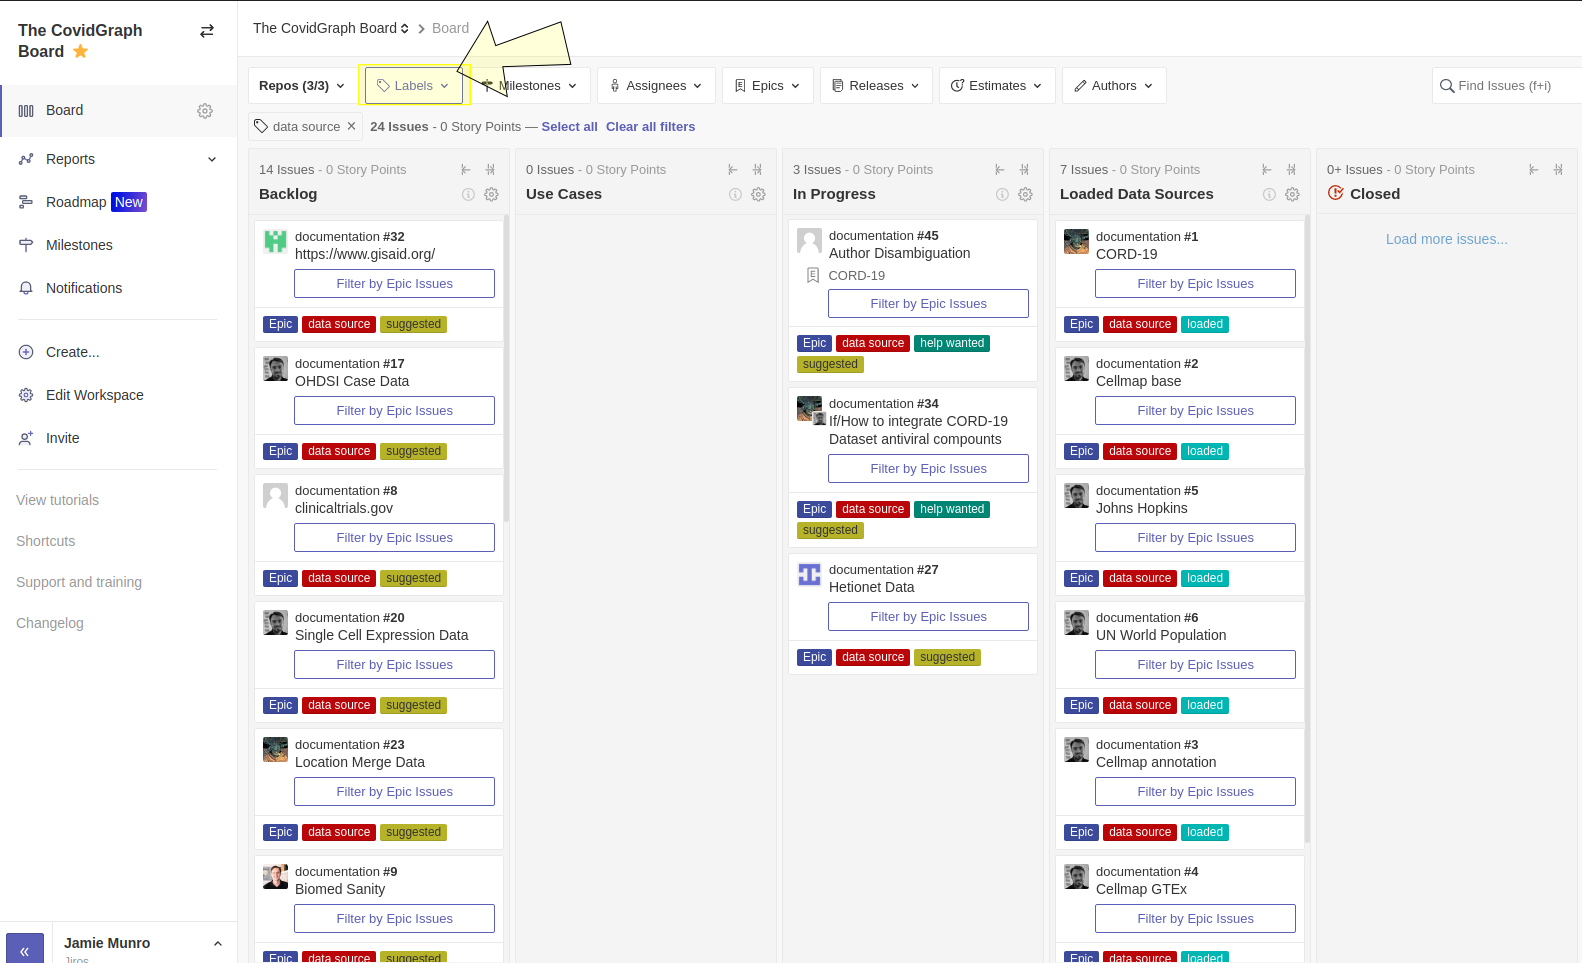 The CovidGraph
Board
Board
Reports
Roadmap New
Milestones
Notifications
Create...
Edit Workspace
Invite
View tutorials
Shortcuts
Support and training
Changelog
Jamie Munro
Jiros
The CovidGraph Board > Board
Repos (3/3)
Labels
Milestones
Assignees
Epics
Releases
Estimates
Authors
Find Issues (f+i)
data source × 24 Issues - 0 Story Points — Select all Clear all filters
14 Issues - 0 Story Points
Backlog
documentation #32
https://www.gisaid.org/
Filter by Epic Issues
Epic data source suggested
documentation #17
OHDSI Case Data
Filter by Epic Issues
Epic data source suggested
documentation #8
clinicaltrials.gov
Filter by Epic Issues
Epic data source suggested
documentation #20
Single Cell Expression Data
Filter by Epic Issues
Epic data source suggested
documentation #23
Location Merge Data
Filter by Epic Issues
Epic data source suggested
documentation #9
Biomed Sanity
Filter by Epic Issues
Epic data source suggested
0 Issues - 0 Story Points
Use Cases
3 Issues - 0 Story Points
In Progress
documentation #45
Author Disambiguation
CORD-19
Filter by Epic Issues
Epic data source help wanted
suggested
documentation #34
If/How to integrate CORD-19
Dataset antiviral compounts
Filter by Epic Issues
Epic data source help wanted
suggested
documentation #27
Hetionet Data
Filter by Epic Issues
Epic data source suggested
7 Issues - 0 Story Points
Loaded Data Sources
documentation #1
CORD-19
Filter by Epic Issues
Epic data source loaded
documentation #2
Cellmap base
Filter by Epic Issues
Epic data source loaded
documentation #5
Johns Hopkins
Filter by Epic Issues
Epic data source loaded
documentation #6
UN World Population
Filter by Epic Issues
Epic data source loaded
documentation #3
Cellmap annotation
Filter by Epic Issues
Epic data source loaded
documentation #4
Cellmap GTEx
Filter by Epic Issues
Epic data source loaded
0+ Issues - 0 Story Points
Closed
Load more issues...